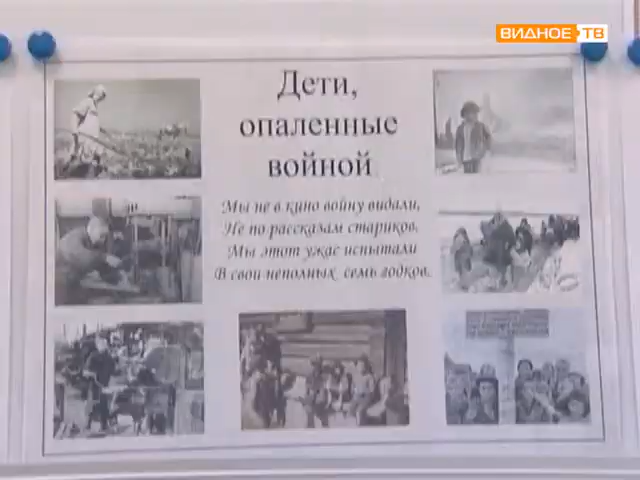 ВИДНОЕ ТВ
Дети,
опаленные
войной
Мы не в кино войну видали,
Не по рассказам стариков.
Мы этот ужас испытали
В свои неполных семь годков.